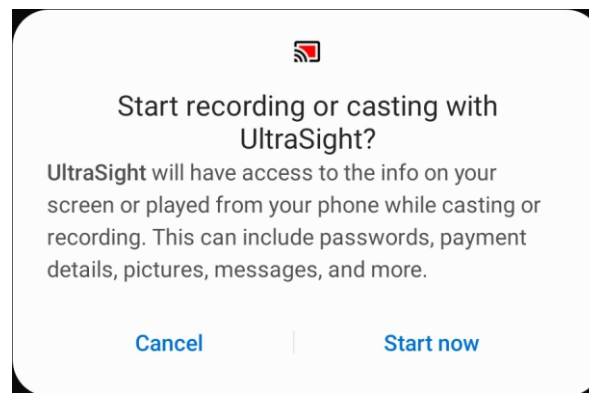 Start recording or casting with
UltraSight?
UltraSight will have access to the info on your
screen or played from your phone while casting or
recording. This can include passwords, payment
details, pictures, messages, and more.
Cancel
Start now